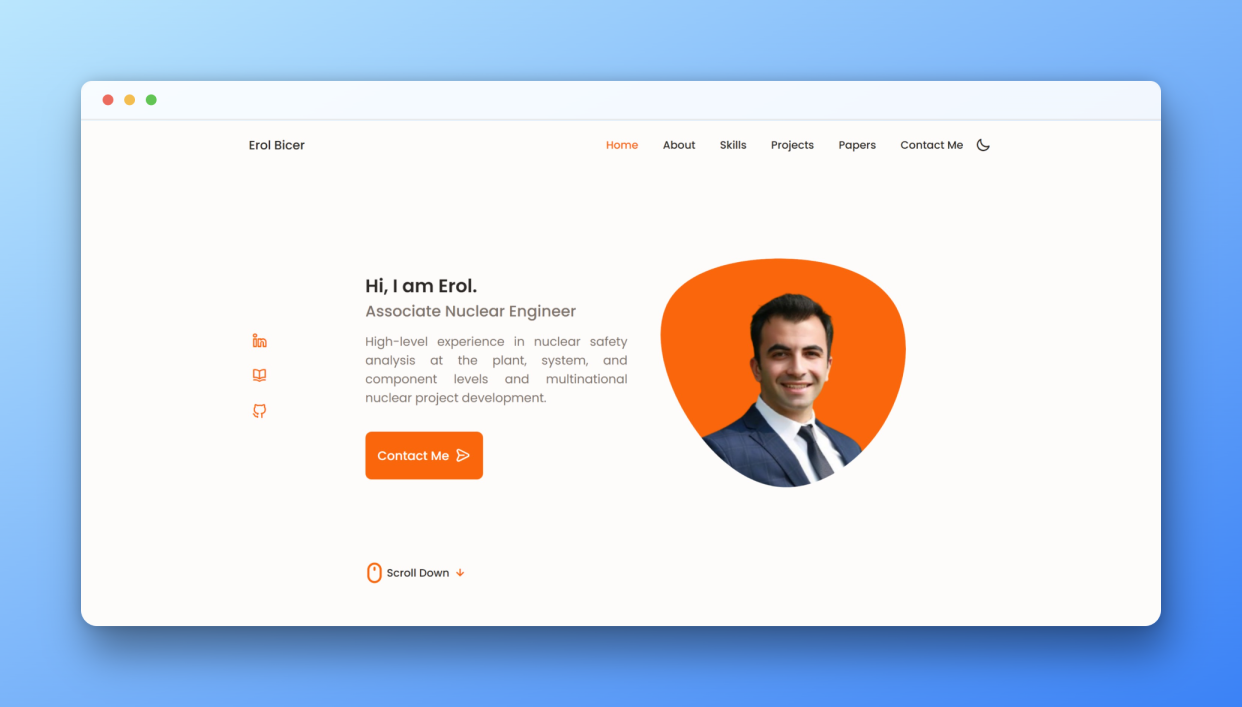 Erol Bicer
Home About Skills Projects Papers Contact Me
Hi, I am Erol.
Associate Nuclear Engineer
High-level experience in nuclear safety
analysis at the plant, system, and
component levels and multinational
nuclear project development.
Contact Me
Scroll Down